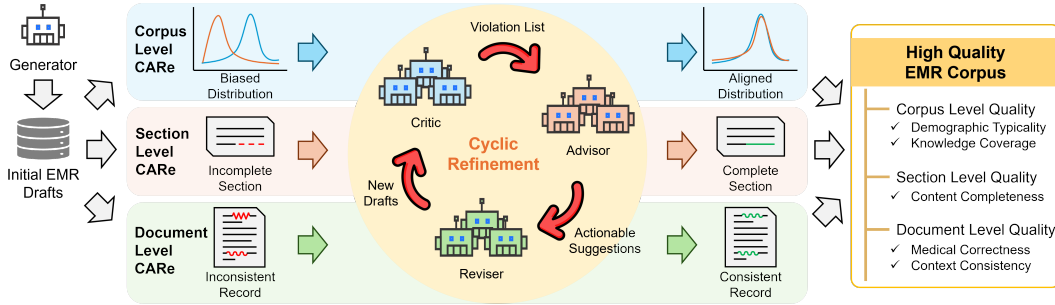 Generator
Initial EMR
Drafts
Corpus
Level
CARe
Biased
Distribution
Section
Level
CARe
Incomplete
Section
Document
Level
CARe
Inconsistent
Record
Violation List
Critic
Advisor
Cyclic
Refinement
New
Drafts
Actionable
Suggestions
Reviser
Aligned
Distribution
Complete
Section
Consistent
Record
High Quality
EMR Corpus
Corpus Level Quality
✓ Demographic Typicality
✓ Knowledge Coverage
Section Level Quality
✓ Content Completeness
Document Level Quality
✓ Medical Correctness
✓ Context Consistency